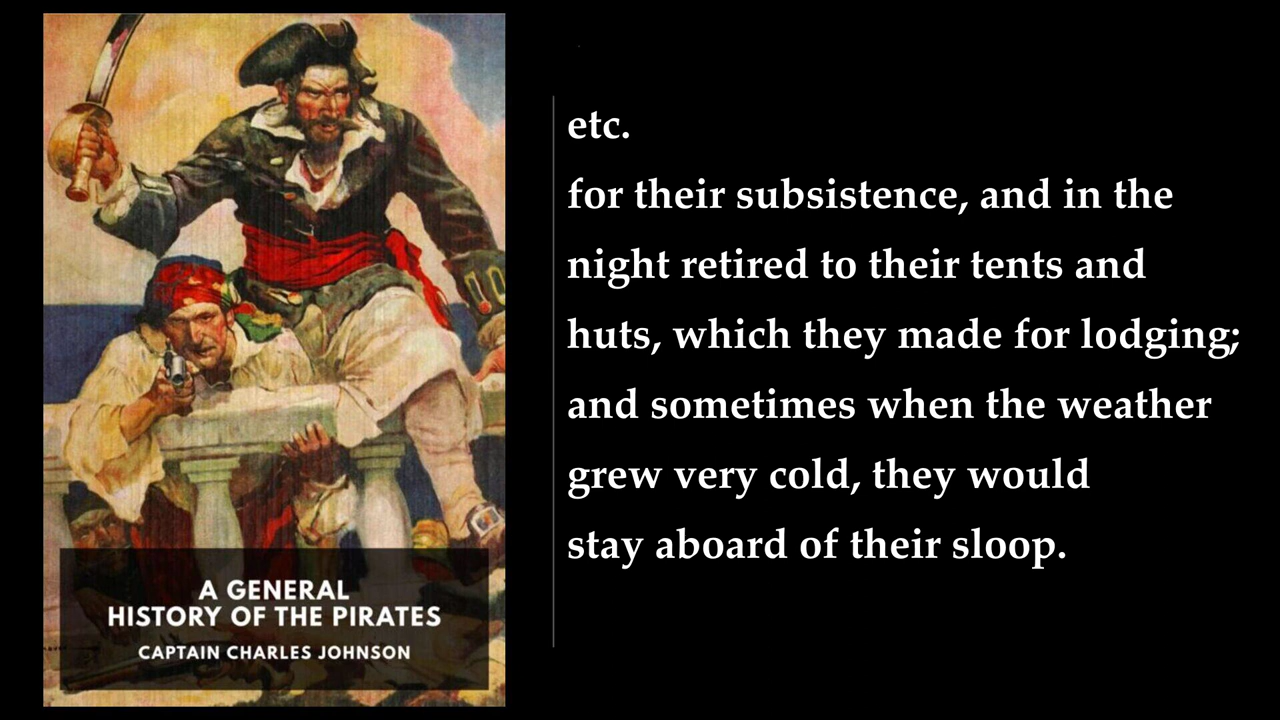 A GENERAL
HISTORY OF THE PIRATES
CAPTAIN CHARLES JOHNSON
etc.
for their subsistence, and in the
night retired to their tents and
huts, which they made for lodging;
and sometimes when the weather
grew very cold, they would
stay aboard of their sloop.